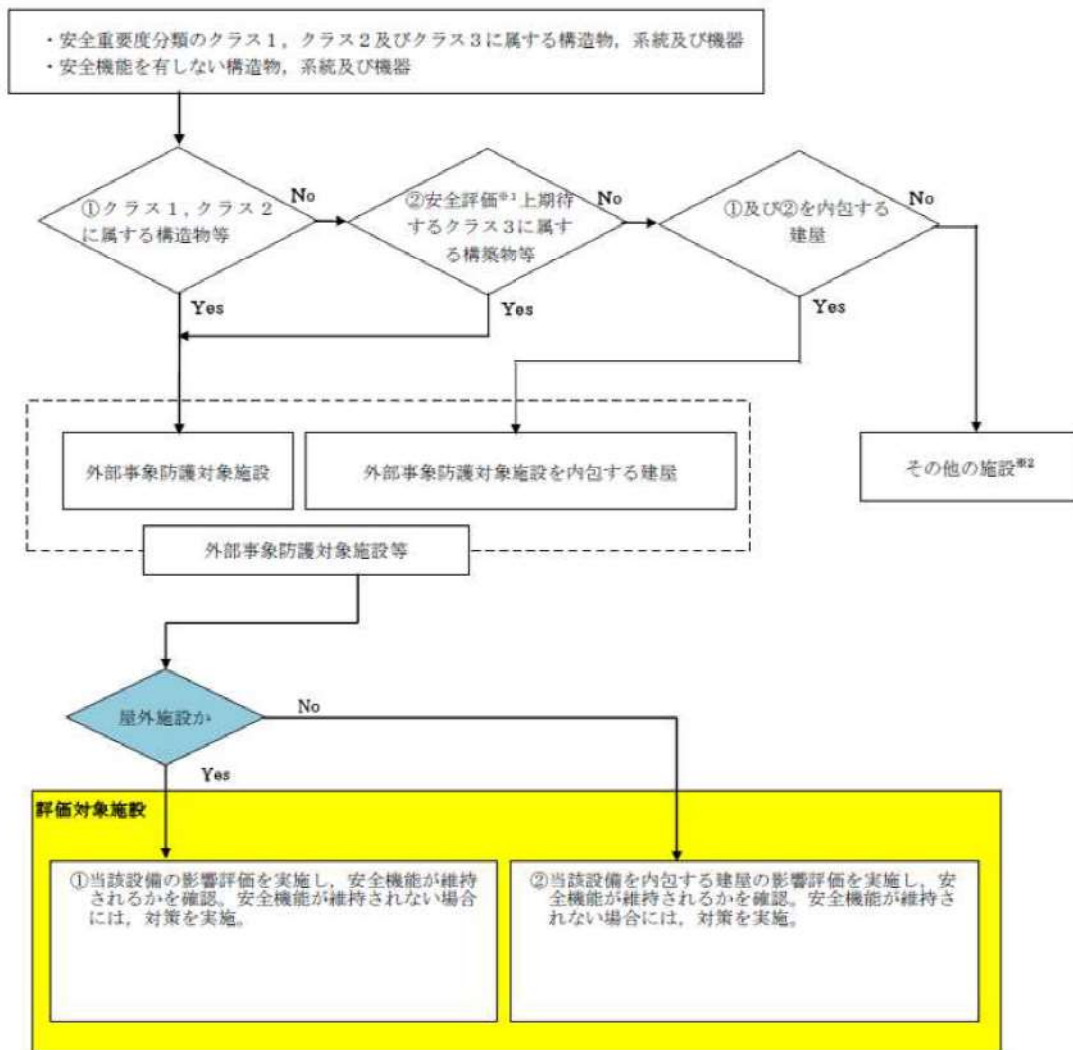 ・安全重要度分類のクラス１，クラス２及びクラス３に属する構造物，系統及び機器
・安全機能を有しない構造物，系統及び機器
①クラス１，クラス２
に属する構造物等
No
②安全評価※1上期待
するクラス３に属す
る構築物等
No
①及び②を内包する
建屋
No
Yes
Yes
Yes
外部事象防護対象施設
外部事象防護対象施設を内包する建屋
その他の施設※2
外部事象防護対象施設等
屋外施設か
No
Yes
評価対象施設
①当該設備の影響評価を実施し，安全機能が維持
されるかを確認。安全機能が維持されない場合
には，対策を実施。
②当該設備を内包する建屋の影響評価を実施し，安
全機能が維持されるかを確認。安全機能が維持さ
れない場合には，対策を実施。